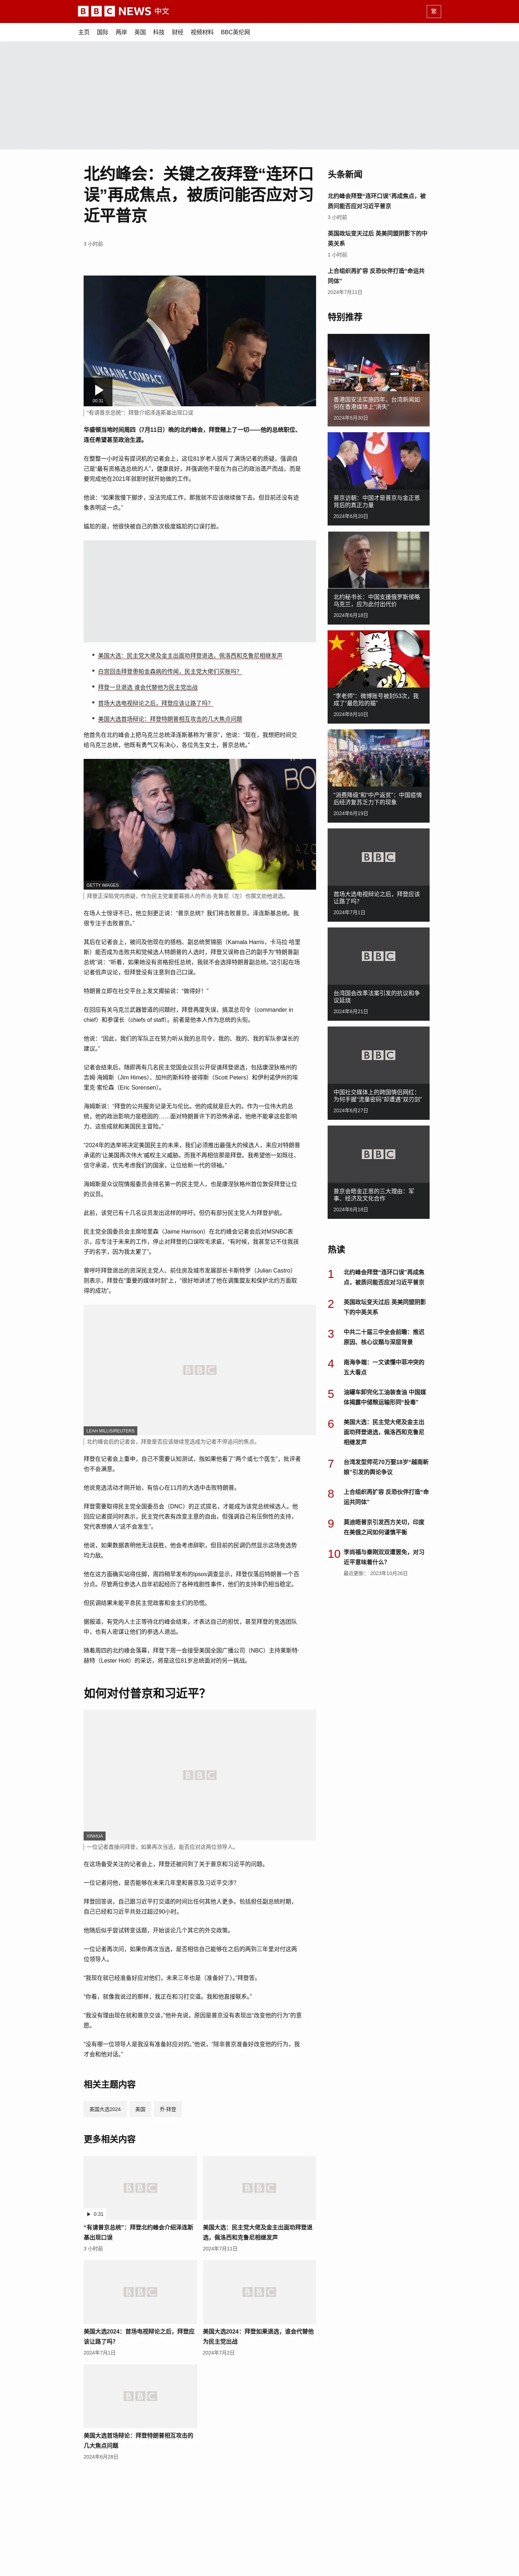 BBC NEWS 中文
繁
主页 国际 两岸 英国 科技 财经 视频材料 BBC英伦网
北约峰会：关键之夜拜登“连环口
误”再成焦点，被质问能否应对习
近平普京
3 小时前
UKRAINE COMPACT
00:31
“有请普京总统”：拜登介绍泽连斯基出现口误
华盛顿当地时间周四（7月11日）晚的北约峰会，拜登赌上了一切——他的总统职位、
连任希望甚至政治生涯。
在整整一小时没有提词机的记者会上，这位81岁老人驳斥了满场记者的质疑，强调自
己是“最有资格选总统的人”，健康良好，并强调他不是在为自己的政治遗产而战，而是
要完成他在2021年就职时就开始做的工作。
他说：“如果我慢下脚步，没法完成工作，那我就不应该继续做下去。但目前还没有迹
象表明这一点。”
尴尬的是，他很快被自己的数次极度尴尬的口误打脸。
美国大选：民主党大佬及金主出面劝拜登退选，佩洛西和克鲁尼相继发声
白宫回击拜登患帕金森病的传闻，民主党大佬们买账吗？
拜登一旦退选 谁会代替他为民主党出战
首场大选电视辩论之后，拜登应该让路了吗？
美国大选首场辩论：拜登特朗普相互攻击的几大焦点问题
他首先在北约峰会上把乌克兰总统泽连斯基称为“普京”，他说：“现在，我想把时间交
给乌克兰总统，他既有勇气又有决心，各位先生女士，普京总统。”
GETTY IMAGES
拜登正深陷党内质疑，作为民主党重要募捐人的乔治·克鲁尼（左）也撰文劝他退选。
在场人士惊讶不已，他立刻更正说：“普京总统？我们将击败普京。泽连斯基总统。我
很专注于击败普京。”
其后在记者会上，被问及他现在的搭档、副总统贺锦丽（Kamala Harris，卡马拉·哈里
斯）能否成为击败共和党候选人特朗普的人选时，拜登又误称自己的副手为“特朗普副
总统”说：“听着，如果她没有资格担任总统，我就不会选择特朗普副总统。”这引起在场
记者低声议论，但拜登没有注意到自己口误。
特朗普立即在社交平台上发文揶揄说：“做得好！”
在回应有关乌克兰武器管道的问题时，拜登再度失误，搞混总司令（commander in
chief）和参谋长（chiefs of staff）。前者是他本人作为总统的头衔。
他说：“因此，我们的军队正在努力听从我的总司令，我的、我的、我的军队参谋长的
建议。”
记者会结束后，随即再有几名民主党国会议员公开促请拜登退选，包括康涅狄格州的
吉姆·海姆斯（Jim Himes）、加州的斯科特·彼得斯（Scott Peters）和伊利诺伊州的埃
里克·索伦森（Eric Sorensen）。
海姆斯说：“拜登的公共服务记录无与伦比。他的成就是巨大的。作为一位伟大的总
统，他的政治影响力是稳固的……面对特朗普许下的恐怖承诺，他绝不能拿这些影响
力、这些成就和美国民主冒险。”
“2024年的选举将决定美国民主的未来，我们必须推出最强大的候选人，来应对特朗普
承诺的‘让美国再次伟大’威权主义威胁。而我不再相信那是拜登。我希望他一如既往、
信守承诺，优先考虑我们的国家，让位给新一代的领袖。”
海姆斯是众议院情报委员会排名第一的民主党人，也是康涅狄格州首位敦促拜登让位
的议员。
此前，该党已有十几名议员发出这样的呼吁。但仍有部分民主党人为拜登护航。
民主党全国委员会主席哈里森（Jaime Harrison）在北约峰会记者会后对MSNBC表
示，应专注于未来的工作，停止对拜登的口误吹毛求疵，“有时候，我甚至记不住我孩
子的名字，因为我太累了”。
曾呼吁拜登退出的资深民主党人、前住房及城市发展部长卡斯特罗（Julian Castro）
则表示，拜登在“重要的媒体时刻”上，“很好地讲述了他在调集盟友和保护北约方面取
得的成功”。
BBC
LEAH MILLIS/REUTERS
北约峰会后的记者会，拜登是否应该继续竞选成为记者不停追问的焦点。
拜登在记者会上重申，自己不需要认知测试，指如果他看了“两个或七个医生”，批评者
也不会满意。
他说竞选活动才刚开始，有信心在11月的大选中击败特朗普。
拜登需要取得民主党全国委员会（DNC）的正式提名，才能成为该党总统候选人。他
回应记者提问时表示，民主党代表有改变主意的自由，但强调自己有压倒性的支持，
党代表想换人“这不会发生”。
他说，如果数据表明他无法获胜，他会考虑辞职，但目前的民调仍然显示这场竞选势
均力敌。
他在这方面确实站得住脚，周四稍早发布的Ipsos调查显示，拜登仅落后特朗普一个百
分点。尽管两位参选人自年初起经历了各种戏剧性事件，他们的支持率仍相当稳定。
但民调结果未能平息民主党政客和金主们的恐慌。
据报道，有党内人士正等待北约峰会结束，才表达自己的担忧，甚至拜登的竞选团队
中，也有人密谋让他们的参选人退出。
随着周四的北约峰会落幕，拜登下周一会接受美国全国广播公司（NBC）主持莱斯特·
赫特（Lester Holt）的采访，将是这位81岁总统面对的另一挑战。
如何对付普京和习近平？
BBC
XINHUA
一位记者直接问拜登，如果再次当选，能否应对这两位领导人。
在这场备受关注的记者会上，拜登还被问到了关于普京和习近平的问题。
一位记者问他，是否能够在未来几年里和普京及习近平交涉？
拜登回答说，自己跟习近平打交道的时间比任何其他人更多。包括担任副总统时期，
自己已经和习近平共处过超过90小时。
他随后似乎尝试转变话题，开始谈论几个其它的外交政策。
一位记者再次问，如果你再次当选，是否相信自己能够在之后的两到三年里对付这两
位领导人。
“我现在就已经准备好应对他们，未来三年也是（准备好了）。”拜登答。
“你看，就像我说过的那样，我正在和习打交道。我和他直接联系。”
“我没有理由现在就和普京交谈，”他补充说，原因是普京没有表现出“改变他的行为”的意
愿。
“没有哪一位领导人是我没有准备好应对的。”他说，“除非普京准备好改变他的行为，我
才会和他对话。”
相关主题内容
美国大选2024 美国 乔·拜登
更多相关内容
BBC
0:31
“有请普京总统”：拜登北约峰会介绍泽连斯
基出现口误
3 小时前
BBC
美国大选：民主党大佬及金主出面劝拜登退
选，佩洛西和克鲁尼相继发声
2024年7月11日
BBC
美国大选2024：首场电视辩论之后，拜登应
该让路了吗？
2024年7月1日
BBC
美国大选2024：拜登如果退选，谁会代替他
为民主党出战
2024年7月2日
BBC
美国大选首场辩论：拜登特朗普相互攻击的
几大焦点问题
2024年6月28日
头条新闻
北约峰会拜登“连环口误”再成焦点，被
质问能否应对习近平普京
3 小时前
英国政坛变天过后 英美同盟阴影下的中
英关系
1 小时前
上合组织再扩容 反恐伙伴打造“命运共
同体”
2024年7月11日
特别推荐
香港国安法实施四年，台湾新闻如
何在香港媒体上“消失”
2024年6月30日
普京访朝：中国才是普京与金正恩
背后的真正力量
2024年6月20日
北约秘书长：中国支援俄罗斯侵略
乌克兰，应为此付出代价
2024年6月18日
“李老师”：微博账号被封53次，我
成了“最危险的猫”
2024年6月10日
“消费降级”和“中产返贫”：中国疫情
后经济复苏乏力下的现象
2024年6月19日
BBC
首场大选电视辩论之后，拜登应该
让路了吗？
2024年7月1日
BBC
台湾国会改革法案引发的抗议和争
议延烧
2024年6月21日
BBC
中国社交媒体上的跨国情侣网红：
为何手握“流量密码”却遭遇“双刃剑”
2024年6月27日
BBC
普京会晤金正恩的三大理由：军
事、经济及文化合作
2024年6月18日
热读
1 北约峰会拜登“连环口误”再成焦
点，被质问能否应对习近平普京
2 英国政坛变天过后 英美同盟阴影
下的中英关系
3 中共二十届三中全会前瞻：推迟
原因、核心议题与深层背景
4 南海争端：一文读懂中菲冲突的
五大看点
5 油罐车卸完化工油装食油 中国媒
体揭露中储粮运输形同“投毒”
6 美国大选：民主党大佬及金主出
面劝拜登退选，佩洛西和克鲁尼
相继发声
7 台湾发型师花70万娶18岁“越南新
娘”引发的舆论争议
8 上合组织再扩容 反恐伙伴打造“命
运共同体”
9 莫迪晤普京引发西方关切，印度
在美俄之间如何谨慎平衡
10 李尚福与秦刚双双遭罢免，对习
近平意味着什么？
最近更新： 2023年10月26日